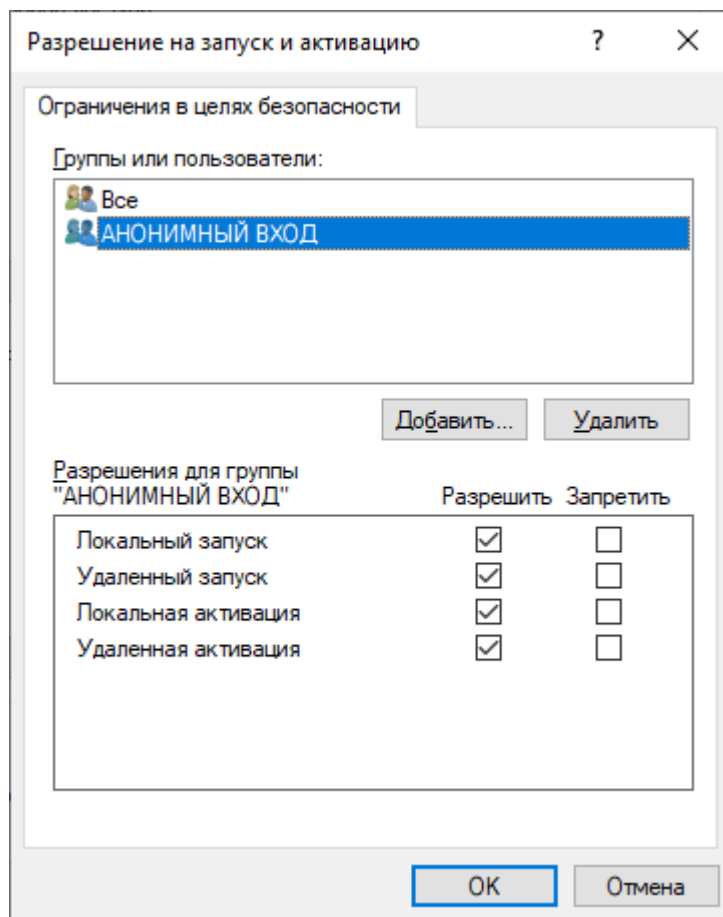 Разрешение на запуск и активацию ? ×
Ограничения в целях безопасности
Группы или пользователи:
Все
АНОНИМНЫЙ ВХОД
Добавить... Удалить
Разрешения для группы
"АНОНИМНЫЙ ВХОД" Разрешить Запретить
Локальный запуск
Удаленный запуск
Локальная активация
Удаленная активация
OK Отмена